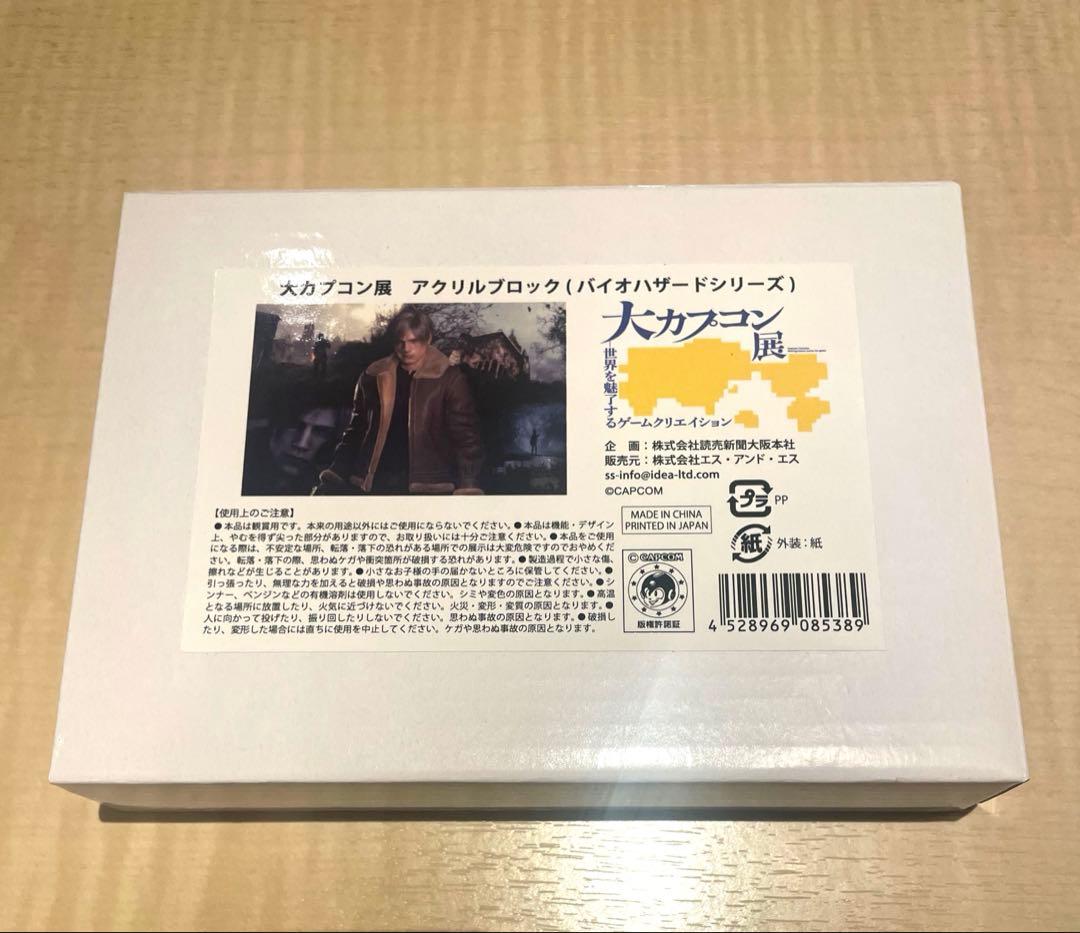 大カプコン展　アクリルブロック(バイオハザードシリーズ)
大カプコン展
世界を魅了する
ゲームクリエイション
企　画：株式会社読売新聞大阪本社
販売元：株式会社エス・アンド・エス
ss-info@idea-ltd.com
©CAPCOM
プラ PP
MADE IN CHINA
PRINTED IN JAPAN
紙 外装：紙
© CAPCOM
版権許諾証
4 528969 085389
【使用上のご注意】
●本品は観賞用です。本来の用途以外にはご使用にならないでください。●本品は機能・デザイン
上、やむを得ず尖った部分がありますので、お取り扱いには十分ご注意ください。●本品をご使用
になる際は、不安定な場所、転落・落下の恐れがある場所での展示は大変危険ですのでおやめくだ
さい。転落・落下の際、思わぬケガや衝突箇所が破損する恐れがあります。●製造過程で小さな傷、
擦れなどが生じることがあります。●小さなお子様の手の届かないところに保管してください。●
引っ張ったり、無理な力を加えると破損や思わぬ事故の原因となりますのでご注意ください。●シ
ンナー、ベンジンなどの有機溶剤は使用しないでください。シミや変色の原因となります。●高温
となる場所に放置したり、火気に近づけないでください。火災・変形・変質の原因となります。●
人に向かって投げたり、振り回したりしないでください。思わぬ事故の原因となります。●破損し
たり、変形した場合には直ちに使用を中止してください。ケガや思わぬ事故の原因となります。